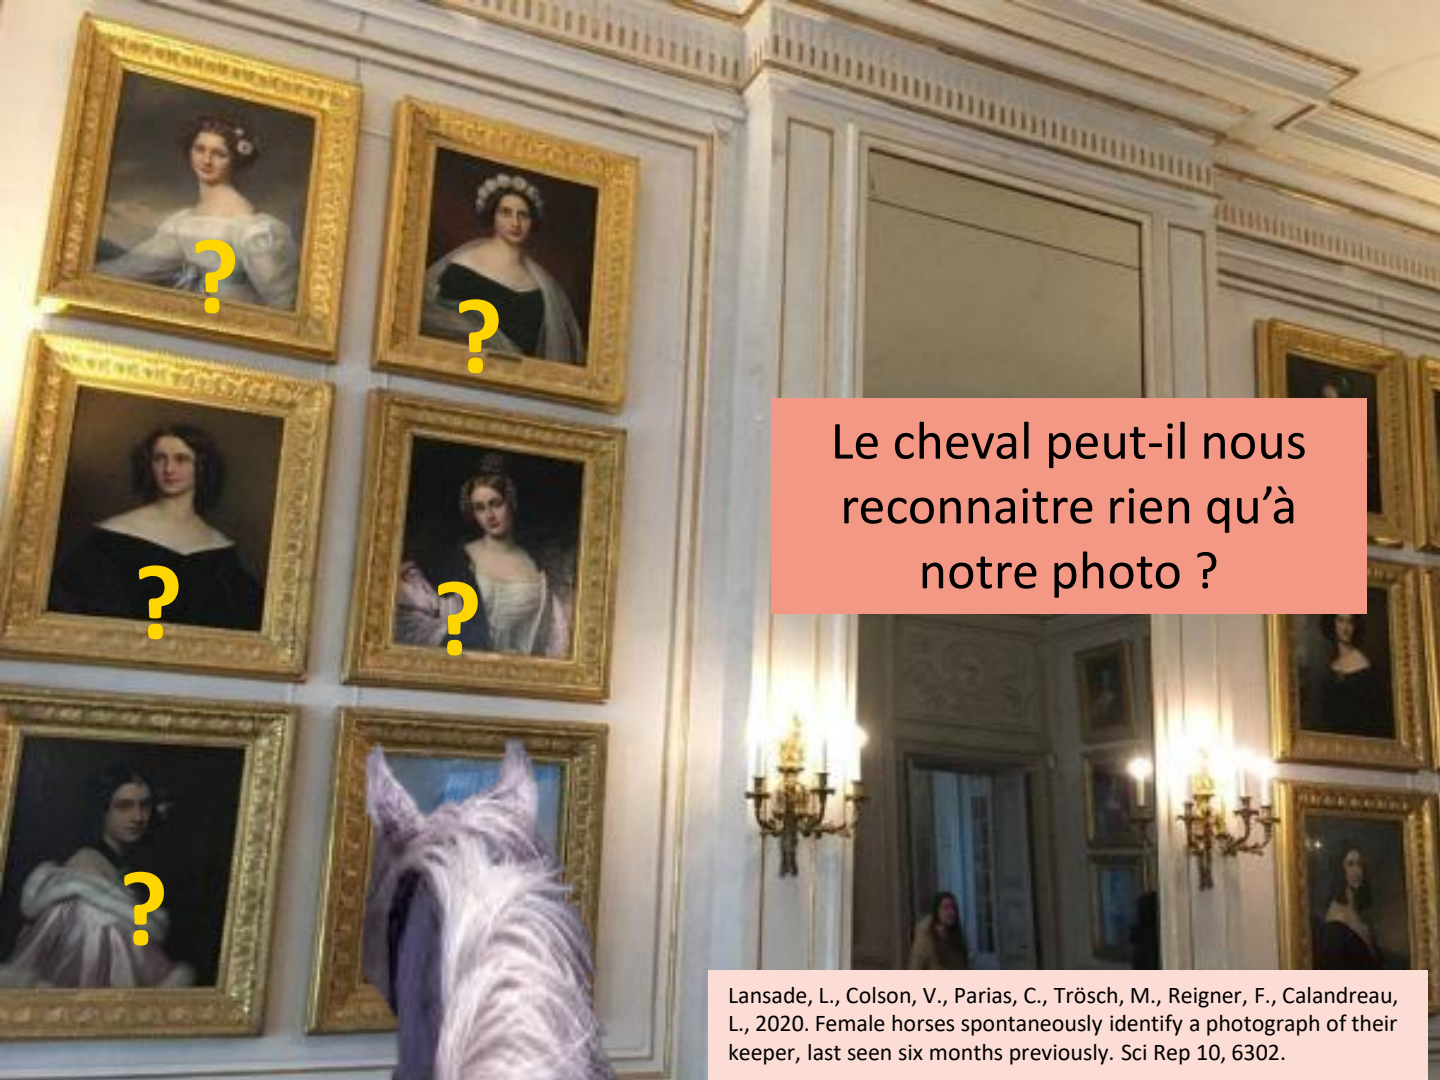 ?
?
?
?
?
Le cheval peut-il nous
reconnaitre rien qu’à
notre photo ?
Lansade, L., Colson, V., Parias, C., Trösch, M., Reigner, F., Calandreau,
L., 2020. Female horses spontaneously identify a photograph of their
keeper, last seen six months previously. Sci Rep 10, 6302.